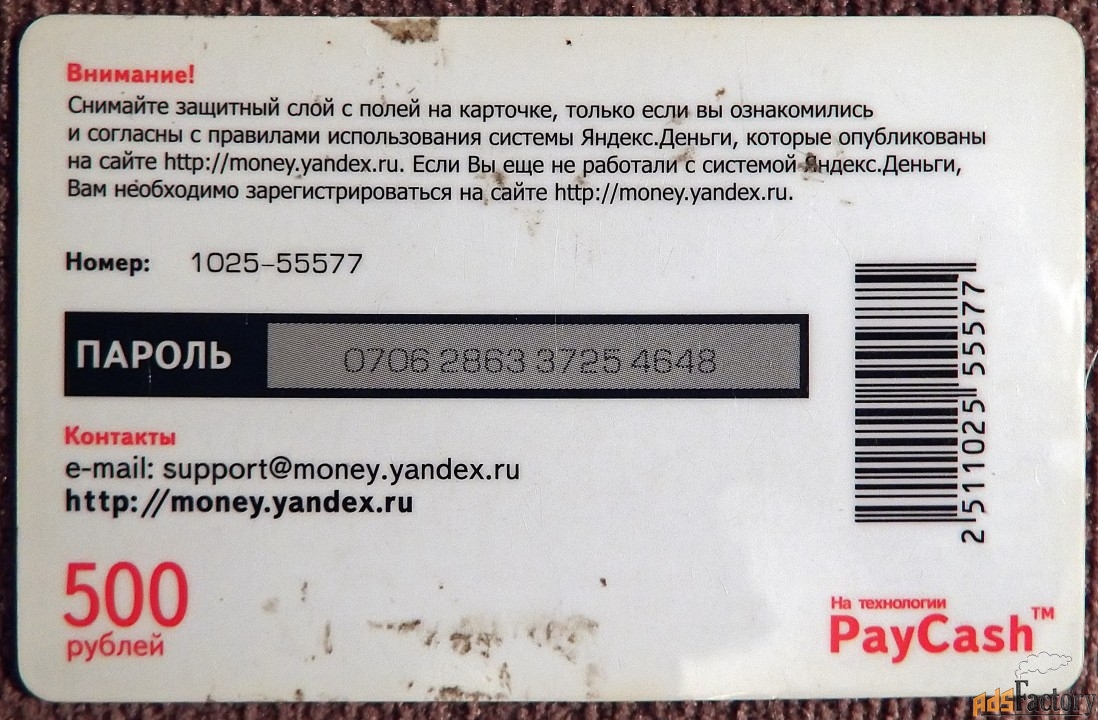 Внимание!
Снимайте защитный слой с полей на карточке, только если вы ознакомились
и согласны с правилами использования системы Яндекс.Деньги, которые опубликованы
на сайте http://money.yandex.ru. Если Вы еще не работали с системой Яндекс.Деньги,
Вам необходимо зарегистрироваться на сайте http://money.yandex.ru.
Номер: 1025-55577
ПАРОЛЬ 0706 2863 3725 4648
Контакты
e-mail: support@money.yandex.ru
http://money.yandex.ru
500
рублей
2 511025 555577
На технологии
PayCash™
AdsFactory